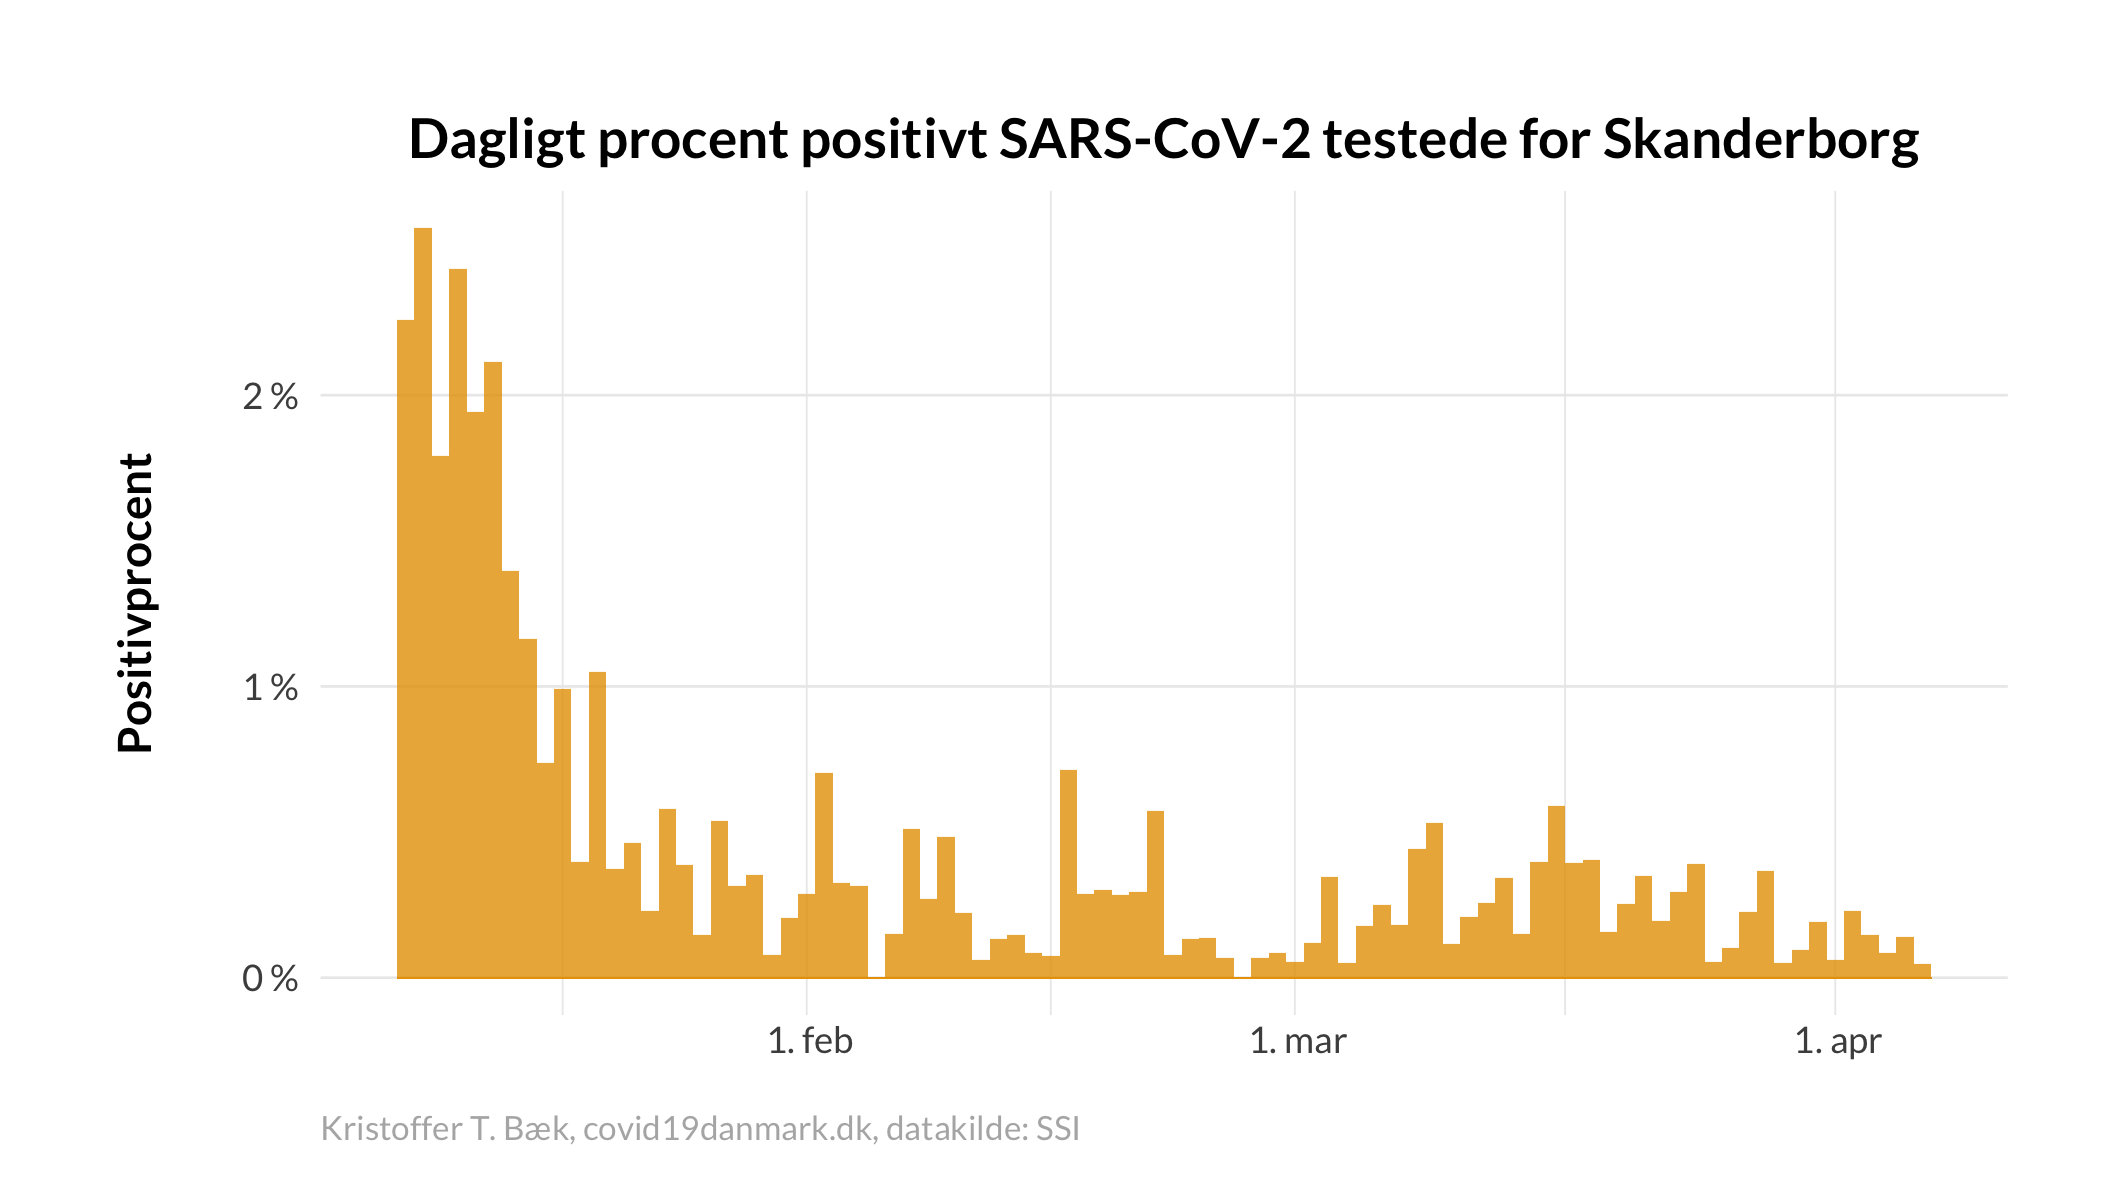 Dagligt procent positivt SARS-CoV-2 testede for Skanderborg
Positivprocent
2 %
1 %
0 %
1. feb
1. mar
1. apr
Kristoffer T. Bæk, covid19danmark.dk, datakilde: SSI